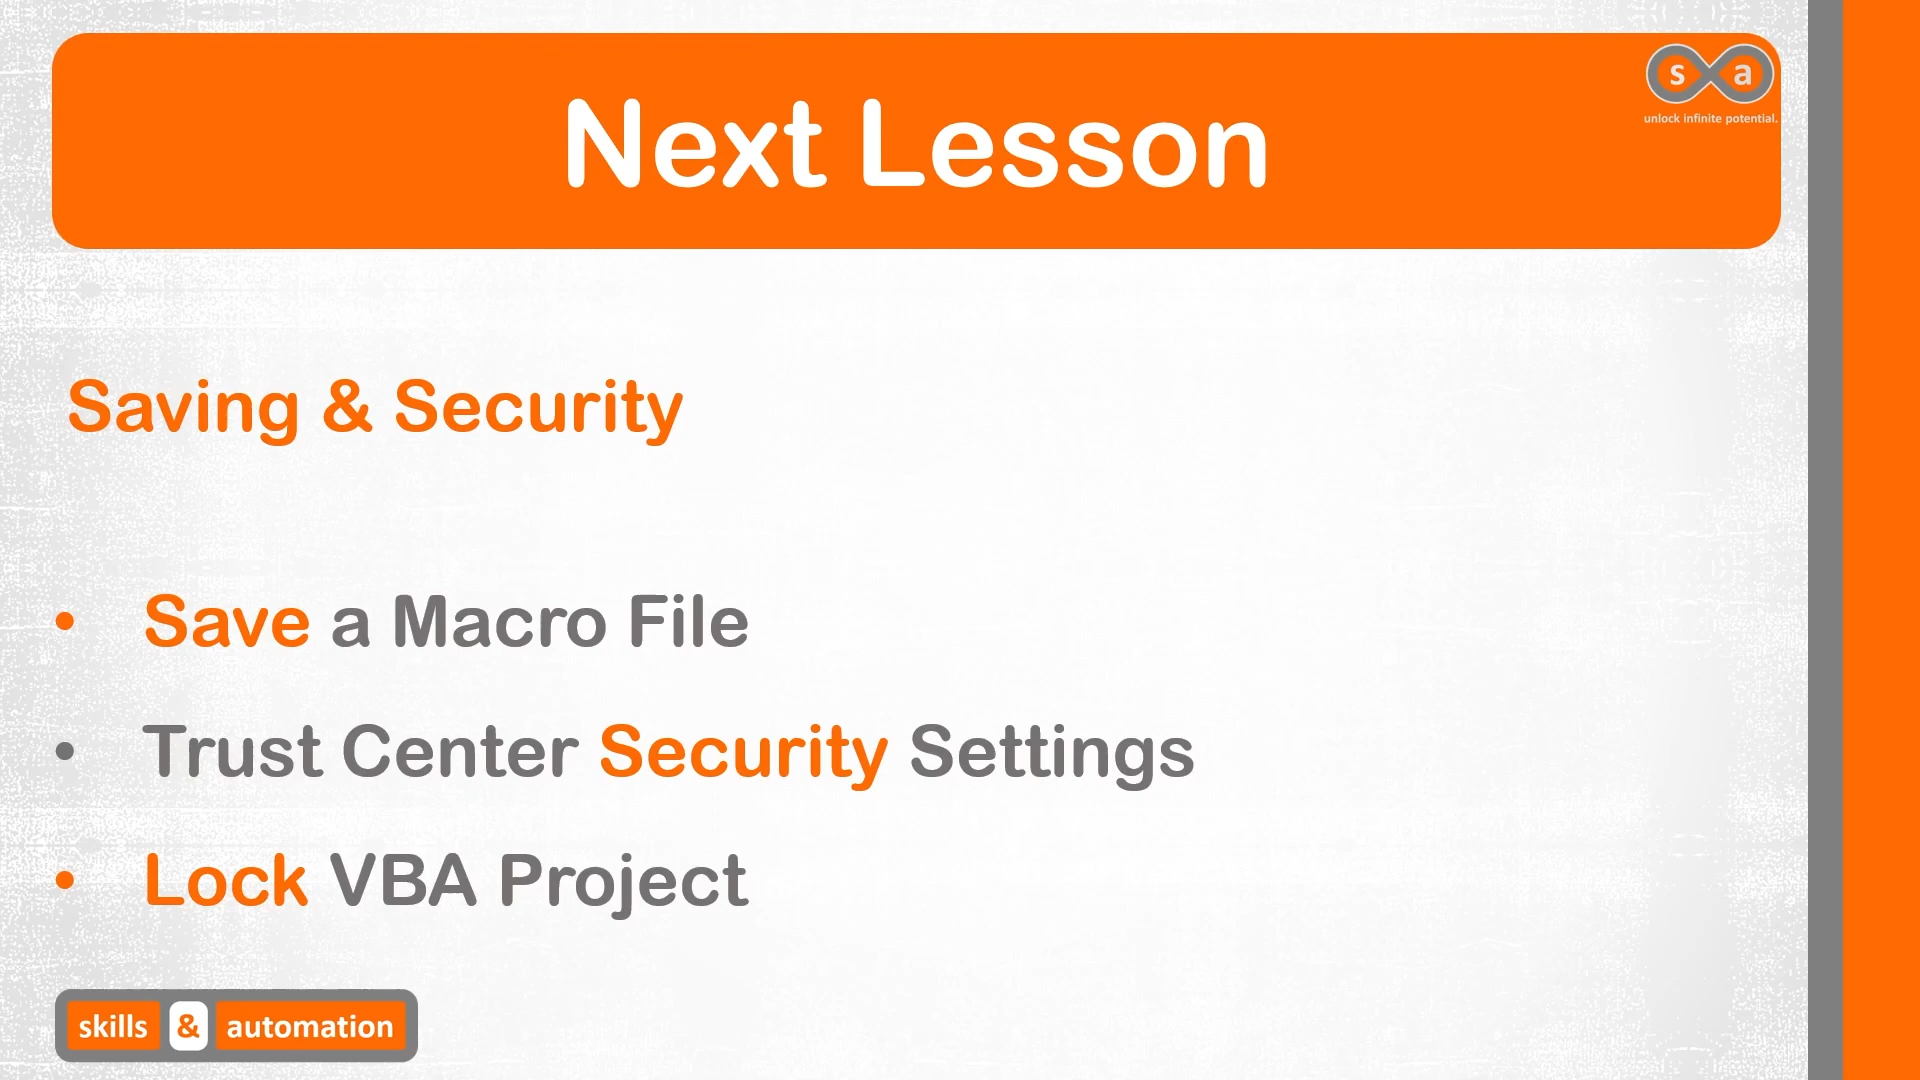 s a
unlock infinite potential.
Next Lesson
Saving & Security
• Save a Macro File
• Trust Center Security Settings
• Lock VBA Project
skills & automation